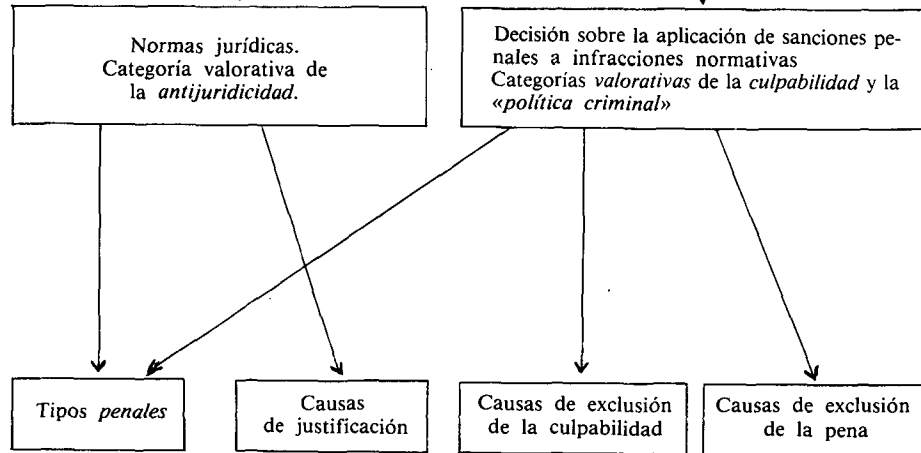 Normas jurídicas.
Categoría valorativa de
la antijuridicidad.
Decisión sobre la aplicación de sanciones pe-
nales a infracciones normativas
Categorías valorativas de la culpabilidad y la
«política criminal»
Tipos penales
Causas
de justificación
Causas de exclusión
de la culpabilidad
Causas de exclusión
de la pena